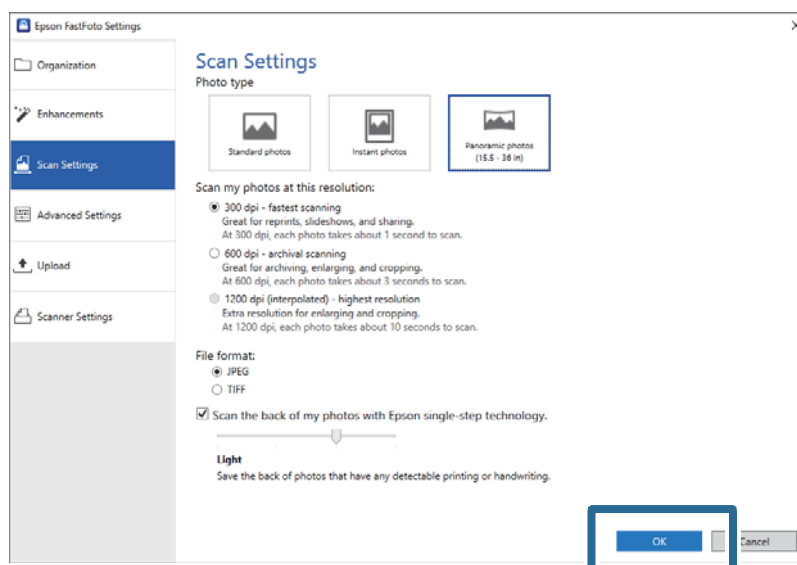 Epson FastFoto Settings
Organization
Enhancements
Scan Settings
Advanced Settings
Upload
Scanner Settings
Scan Settings
Photo type
Standard photos
Instant photos
Panoramic photos
(15.5 - 36 in)
Scan my photos at this resolution:
300 dpi - fastest scanning
Great for reprints, slideshows, and sharing.
At 300 dpi, each photo takes about 1 second to scan.
600 dpi - archival scanning
Great for archiving, enlarging, and cropping.
At 600 dpi, each photo takes about 3 seconds to scan.
1200 dpi (interpolated) - highest resolution
Extra resolution for enlarging and cropping.
At 1200 dpi, each photo takes about 10 seconds to scan.
File format:
JPEG
TIFF
Scan the back of my photos with Epson single-step technology.
Light
Save the back of photos that have any detectable printing or handwriting.
OK
Cancel